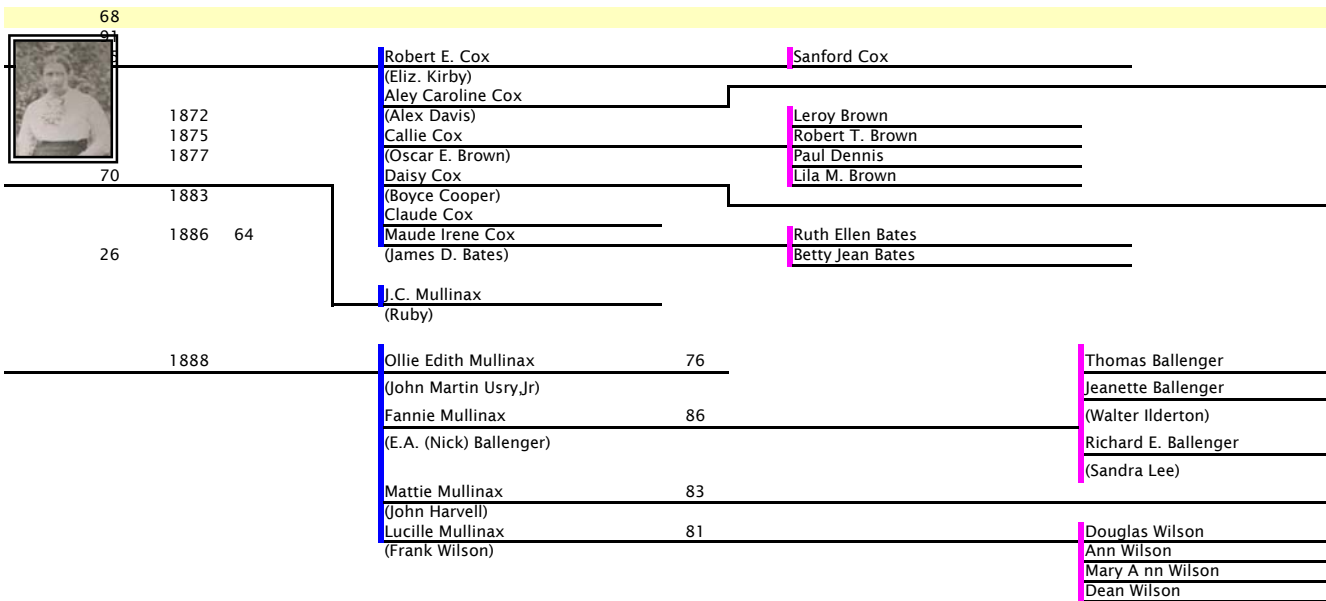 68
91
Robert E. Cox Sanford Cox
(Eliz. Kirby)
Aley Caroline Cox
1872 (Alex Davis) Leroy Brown
1875 Callie Cox Robert T. Brown
1877 (Oscar E. Brown) Paul Dennis
70 Daisy Cox Lila M. Brown
1883 (Boyce Cooper)
Claude Cox
1886 64 Maude Irene Cox Ruth Ellen Bates
26 (James D. Bates) Betty Jean Bates
J.C. Mullinax
(Ruby)
1888 Ollie Edith Mullinax 76 Thomas Ballenger
(John Martin Usry,Jr) Jeanette Ballenger
Fannie Mullinax 86 (Walter Ilderton)
(E.A. (Nick) Ballenger) Richard E. Ballenger
(Sandra Lee)
Mattie Mullinax 83
(John Harvell)
Lucille Mullinax 81 Douglas Wilson
(Frank Wilson) Ann Wilson
Mary A nn Wilson
Dean Wilson